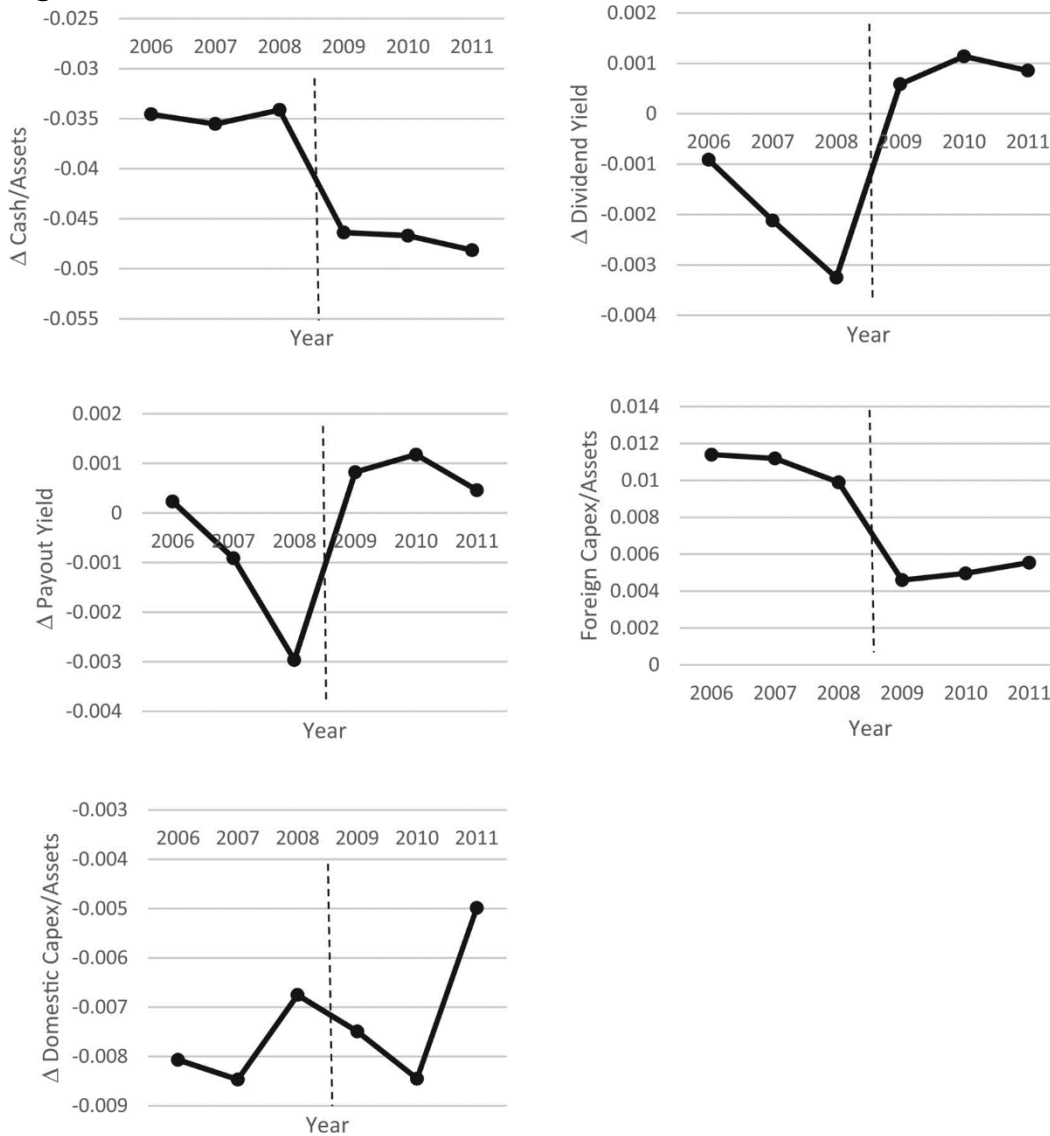 -0.025
2006 2007 2008 2009 2010 2011
-0.03
-0.035
-0.04
-0.045
-0.05
-0.055
Δ Cash/Assets
Year
0.002
0.001
0
2006 2007 2008 2009 2010 2011
-0.001
-0.002
-0.003
-0.004
Δ Dividend Yield
Year
0.002
0.001
0
2006 2007 2008 2009 2010 2011
-0.001
-0.002
-0.003
-0.004
Δ Payout Yield
Year
0.014
0.012
0.01
0.008
0.006
0.004
0.002
0
2006 2007 2008 2009 2010 2011
Foreign Capex/Assets
Year
-0.003
2006 2007 2008 2009 2010 2011
-0.004
-0.005
-0.006
-0.007
-0.008
-0.009
Δ Domestic Capex/Assets
Year